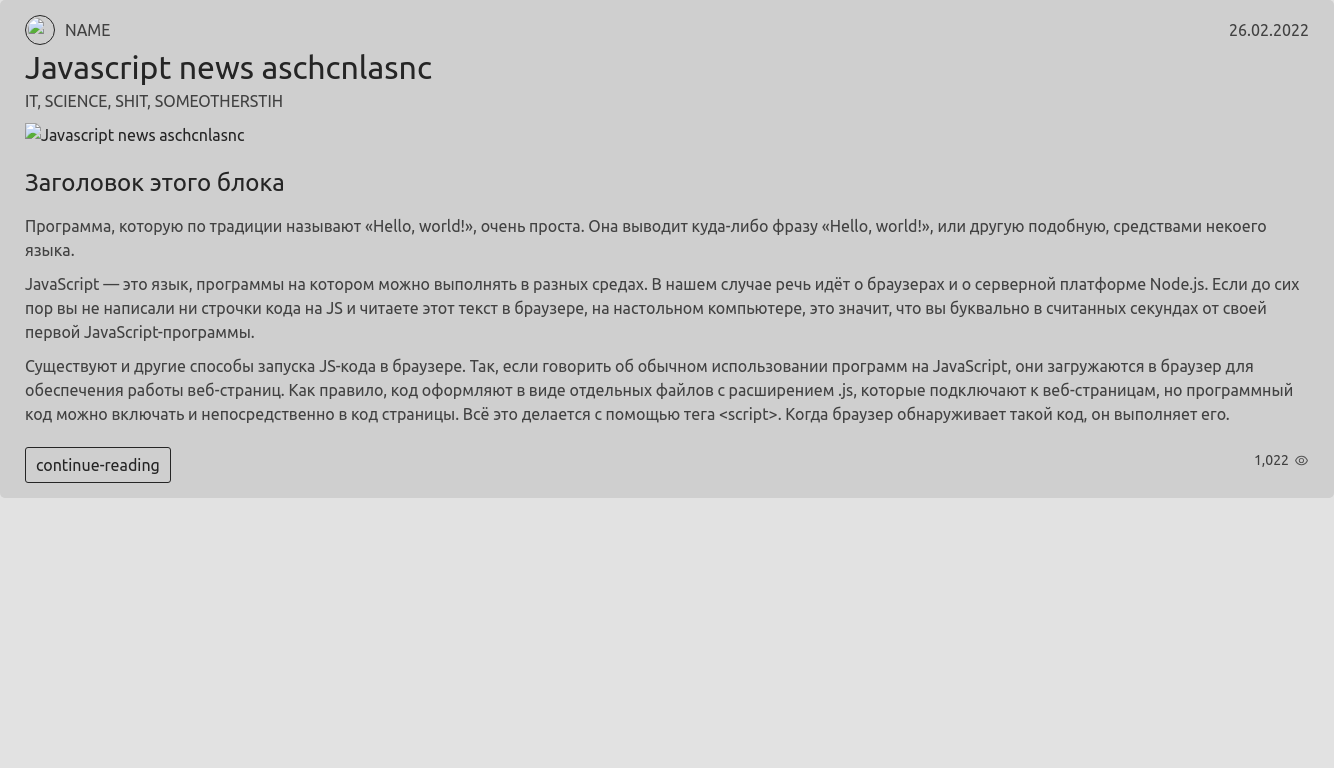 NAME
26.02.2022
Javascript news aschcnlasnc
IT, SCIENCE, SHIT, SOMEOTHERSTIH
Javascript news aschcnlasnc
Заголовок этого блока
Программа, которую по традиции называют «Hello, world!», очень проста. Она выводит куда-либо фразу «Hello, world!», или другую подобную, средствами некоего
языка.
JavaScript — это язык, программы на котором можно выполнять в разных средах. В нашем случае речь идёт о браузерах и о серверной платформе Node.js. Если до сих
пор вы не написали ни строчки кода на JS и читаете этот текст в браузере, на настольном компьютере, это значит, что вы буквально в считанных секундах от своей
первой JavaScript-программы.
Существуют и другие способы запуска JS-кода в браузере. Так, если говорить об обычном использовании программ на JavaScript, они загружаются в браузер для
обеспечения работы веб-страниц. Как правило, код оформляют в виде отдельных файлов с расширением .js, которые подключают к веб-страницам, но программный
код можно включать и непосредственно в код страницы. Всё это делается с помощью тега <script>. Когда браузер обнаруживает такой код, он выполняет его.
continue-reading
1,022